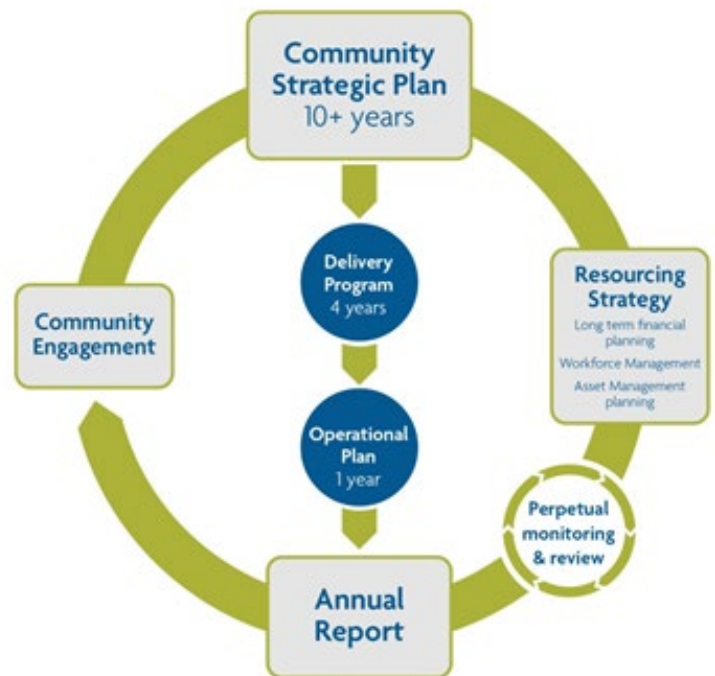 Community
Strategic Plan
10+ years
Delivery
Program
4 years
Resourcing
Strategy
Long term financial
planning
Workforce Management
Asset Management
planning
Community
Engagement
Operational
Plan
1 year
Perpetual
monitoring
& review
Annual
Report